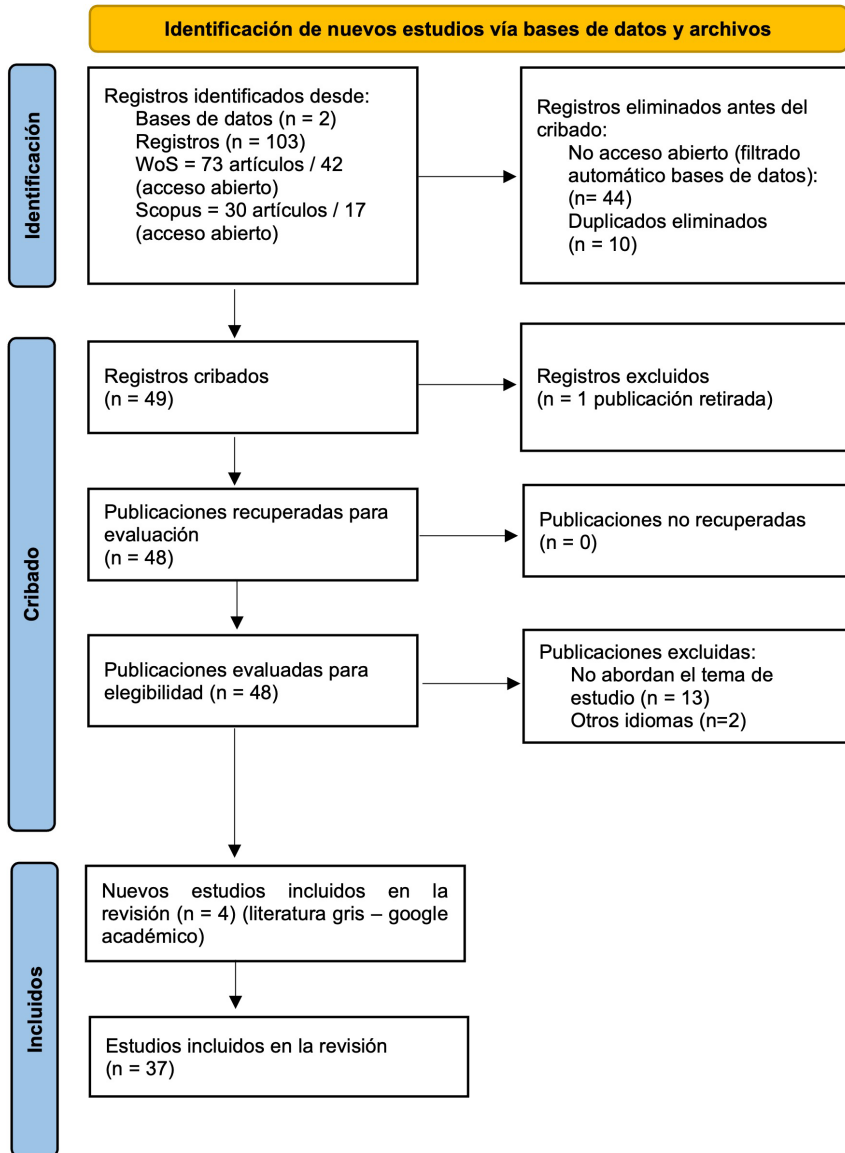 Identificación de nuevos estudios vía bases de datos y archivos
Identificación
Registros identificados desde:
Bases de datos (n = 2)
Registros (n = 103)
WoS = 73 artículos / 42
(acceso abierto)
Scopus = 30 artículos / 17
(acceso abierto)
Registros eliminados antes del
cribado:
No acceso abierto (filtrado
automático bases de datos):
(n= 44)
Duplicados eliminados
(n = 10)
Cribado
Registros cribados
(n = 49)
Registros excluidos
(n = 1 publicación retirada)
Publicaciones recuperadas para
evaluación
(n = 48)
Publicaciones no recuperadas
(n = 0)
Publicaciones evaluadas para
elegibilidad (n = 48)
Publicaciones excluidas:
No abordan el tema de
estudio (n = 13)
Otros idiomas (n=2)
Incluidos
Nuevos estudios incluidos en la
revisión (n = 4) (literatura gris – google
académico)
Estudios incluidos en la revisión
(n = 37)